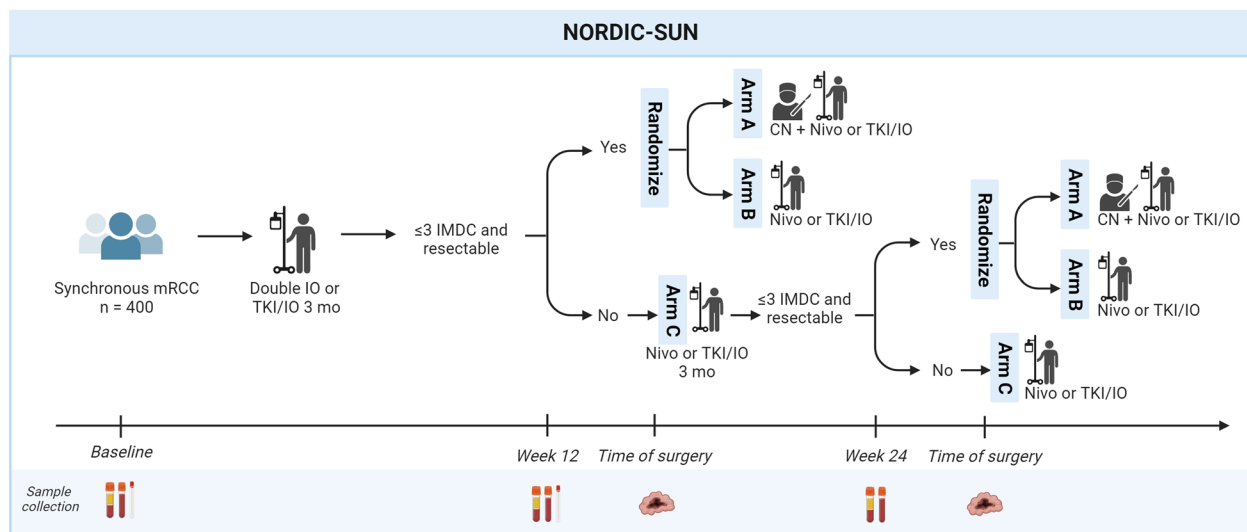 NORDIC-SUN
Synchronous mRCC
n = 400
Double IO or
TKI/IO 3 mo
≤3 IMDC and
resectable
Yes
Randomize
Arm A
CN + Nivo or TKI/IO
Arm B
Nivo or TKI/IO
No
Arm C
Nivo or TKI/IO
3 mo
≤3 IMDC and
resectable
Yes
Randomize
Arm A
CN + Nivo or TKI/IO
Arm B
Nivo or TKI/IO
No
Arm C
Nivo or TKI/IO
Baseline
Week 12
Time of surgery
Week 24
Time of surgery
Sample
collection